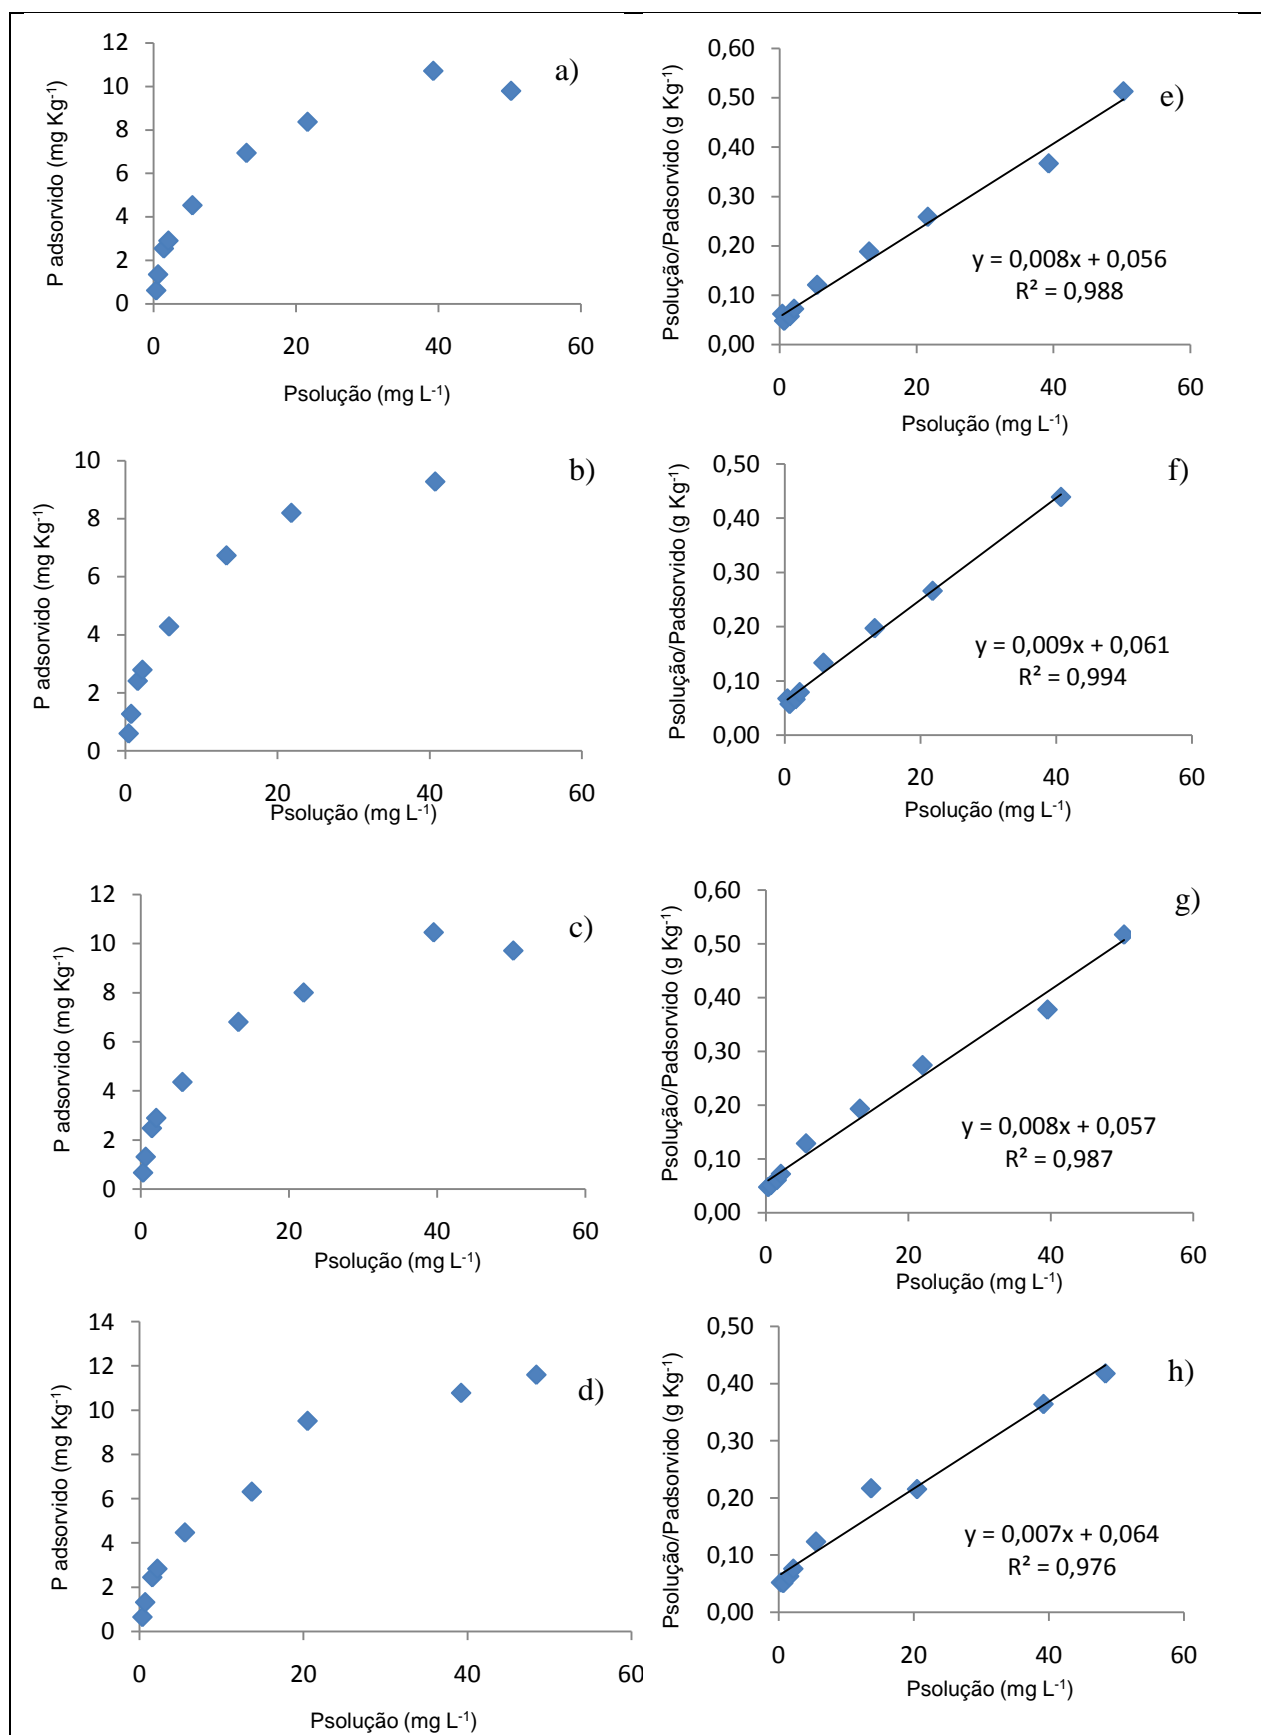 a)
P adsorvido (mg Kg-1)
12
10
8
6
4
2
0
0 20 40 60
Psolução (mg L-1)
e)
Psolução/Padsorvido (g Kg-1)
0,60
0,50
0,40
0,30
0,20
0,10
0,00
y = 0,008x + 0,056
R² = 0,988
0 20 40 60
Psolução (mg L-1)
b)
P adsorvido (mg Kg-1)
10
8
6
4
2
0
0 20 40 60
Psolução (mg L-1)
f)
Psolução/Padsorvido (g Kg-1)
0,50
0,40
0,30
0,20
0,10
0,00
y = 0,009x + 0,061
R² = 0,994
0 20 40 60
Psolução (mg L-1)
c)
P adsorvido (mg Kg-1)
12
10
8
6
4
2
0
0 20 40 60
Psolução (mg L-1)
g)
Psolução/Padsorvido (g Kg-1)
0,60
0,50
0,40
0,30
0,20
0,10
0,00
y = 0,008x + 0,057
R² = 0,987
0 20 40 60
Psolução (mg L-1)
d)
P adsorvido (mg Kg-1)
14
12
10
8
6
4
2
0
0 20 40 60
Psolução (mg L-1)
h)
Psolução/Padsorvido (g Kg-1)
0,50
0,40
0,30
0,20
0,10
0,00
y = 0,007x + 0,064
R² = 0,976
0 20 40 60
Psolução (mg L-1)